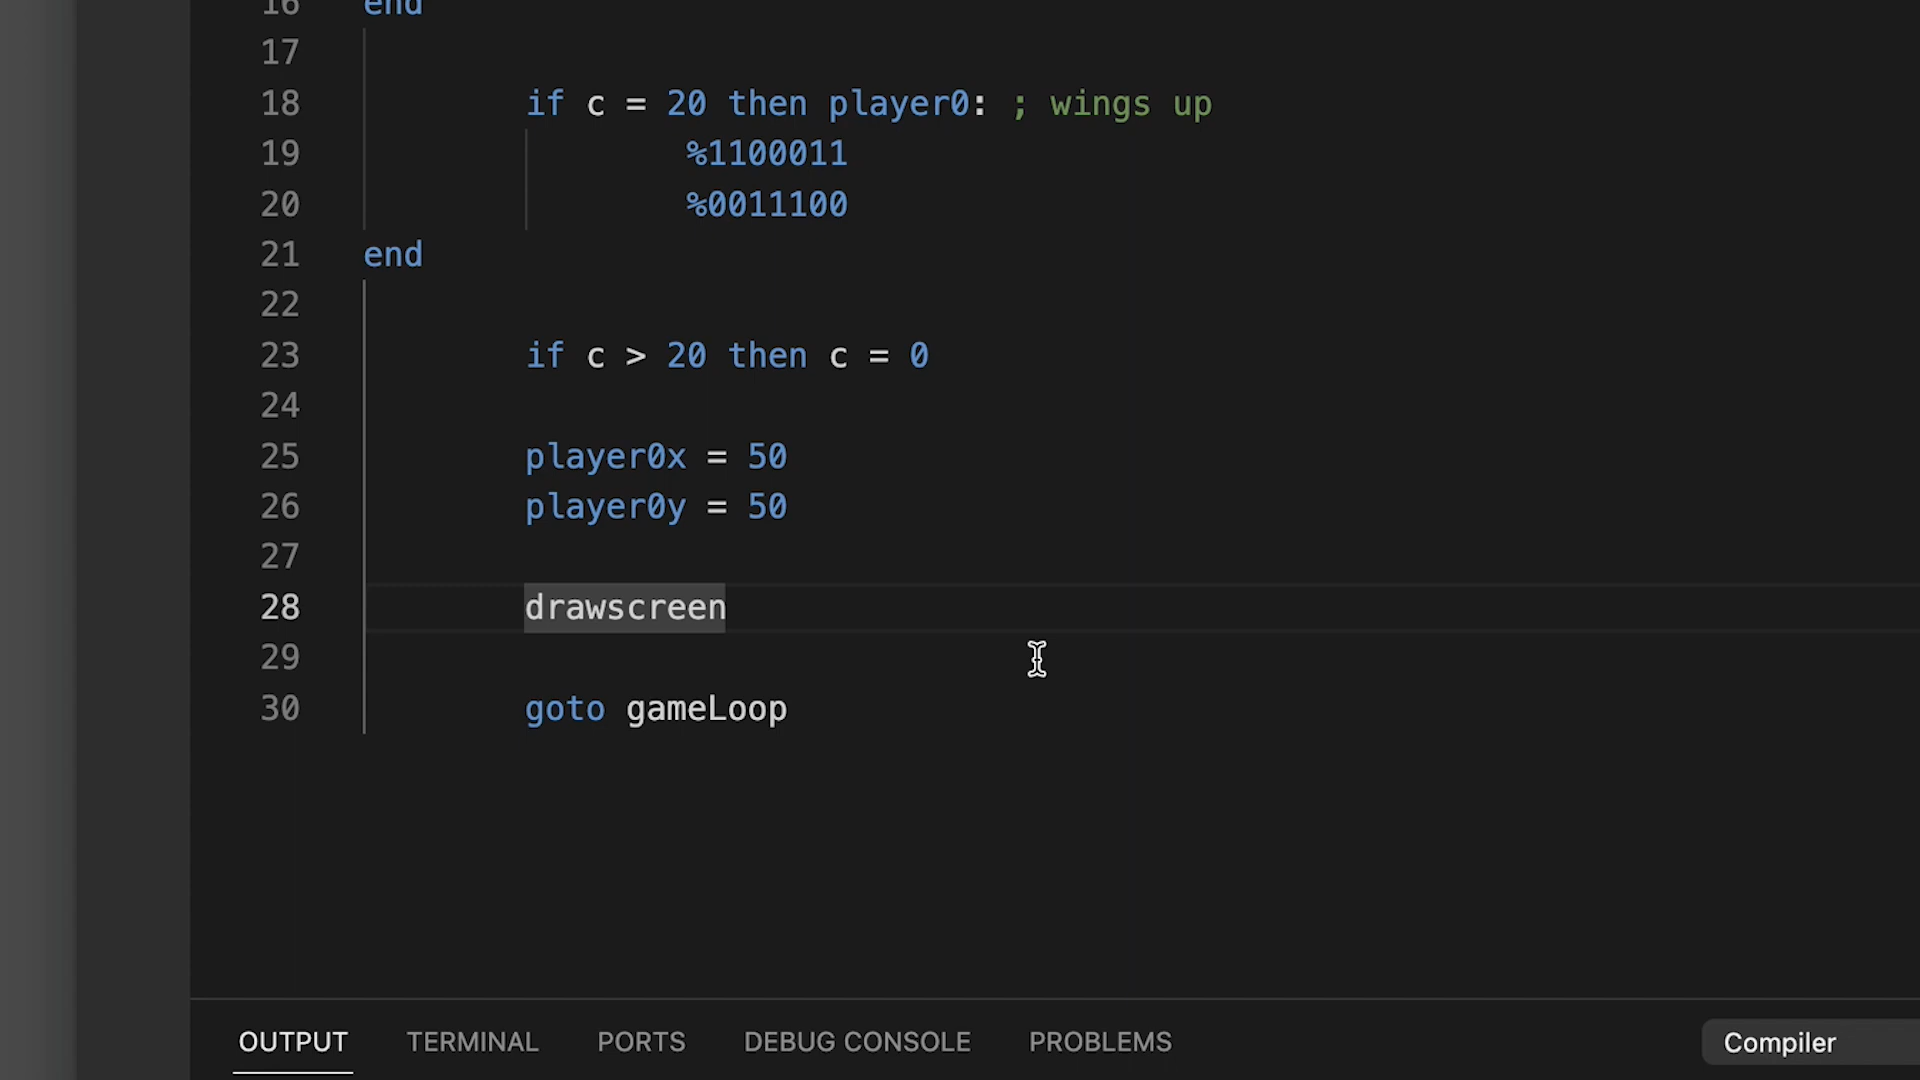 16 end
17
18 if c = 20 then player0: ; wings up
19 %1100011
20 %0011100
21 end
22
23 if c > 20 then c = 0
24
25 player0x = 50
26 player0y = 50
27
28 drawscreen
29
30 goto gameLoop
OUTPUT TERMINAL PORTS DEBUG CONSOLE PROBLEMS Compiler